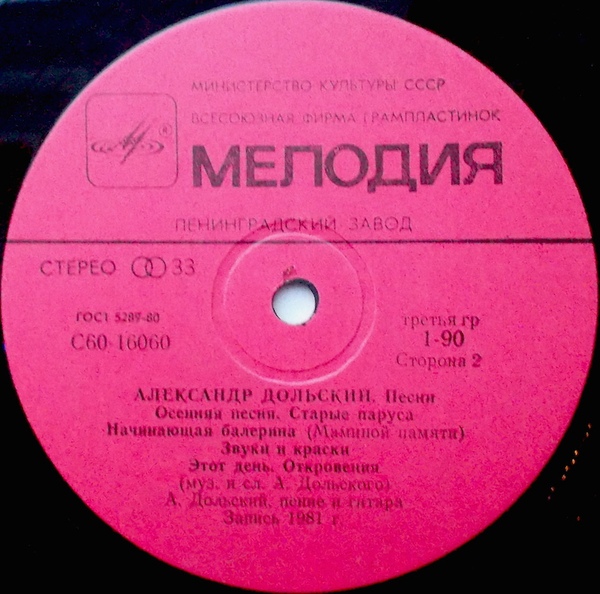 МИНИСТЕРСТВО КУЛЬТУРЫ СССР
ВСЕСОЮЗНАЯ ФИРМА ГРАМПЛАСТИНОК
®
МЕЛОДИЯ
ЛЕНИНГРАДСКИЙ ЗАВОД
СТЕРЕО 33
ГОСТ 5289-80
С60-16060
третья гр
1-90
Сторона 2
АЛЕКСАНДР ДОЛЬСКИЙ. Песни
Осенняя песня. Старые паруса
Начинающая балерина (Маминой памяти)
Звуки и краски
Этот день. Откровения
(муз. и сл. А. Дольского)
А. Дольский, пение и гитара
Запись 1981 г.